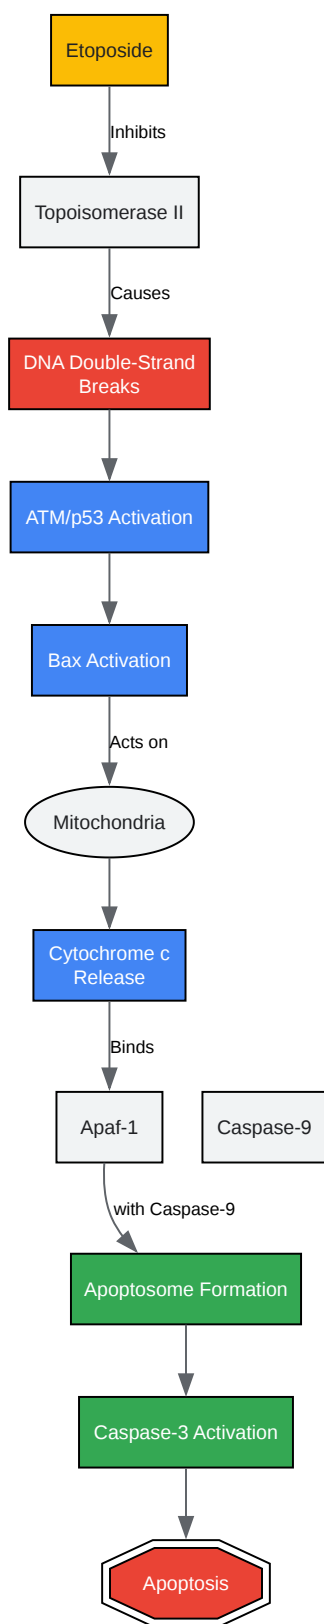 Etoposide
Inhibits
Topoisomerase II
Causes
DNA Double-Strand
Breaks
ATM/p53 Activation
Bax Activation
Acts on
Mitochondria
Cytochrome c
Release
Binds
Apaf-1
Caspase-9
with Caspase-9
Apoptosome Formation
Caspase-3 Activation
Apoptosis